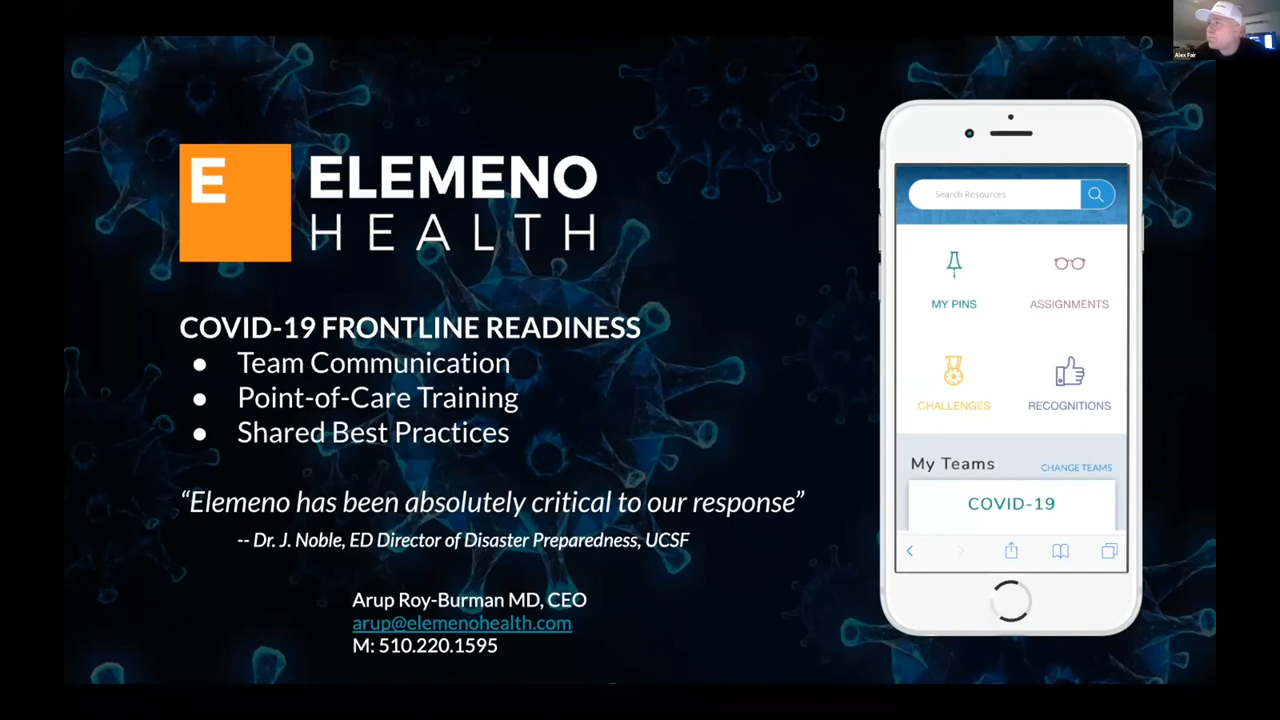 Alex Fair
E
ELEMENO
HEALTH
COVID-19 FRONTLINE READINESS
● Team Communication
● Point-of-Care Training
● Shared Best Practices
“Elemeno has been absolutely critical to our response”
-- Dr. J. Noble, ED Director of Disaster Preparedness, UCSF
Arup Roy-Burman MD, CEO
arup@elemenohealth.com
M: 510.220.1595
Search Resources
MY PINS
ASSIGNMENTS
CHALLENGES
RECOGNITIONS
My Teams
CHANGE TEAMS
COVID-19